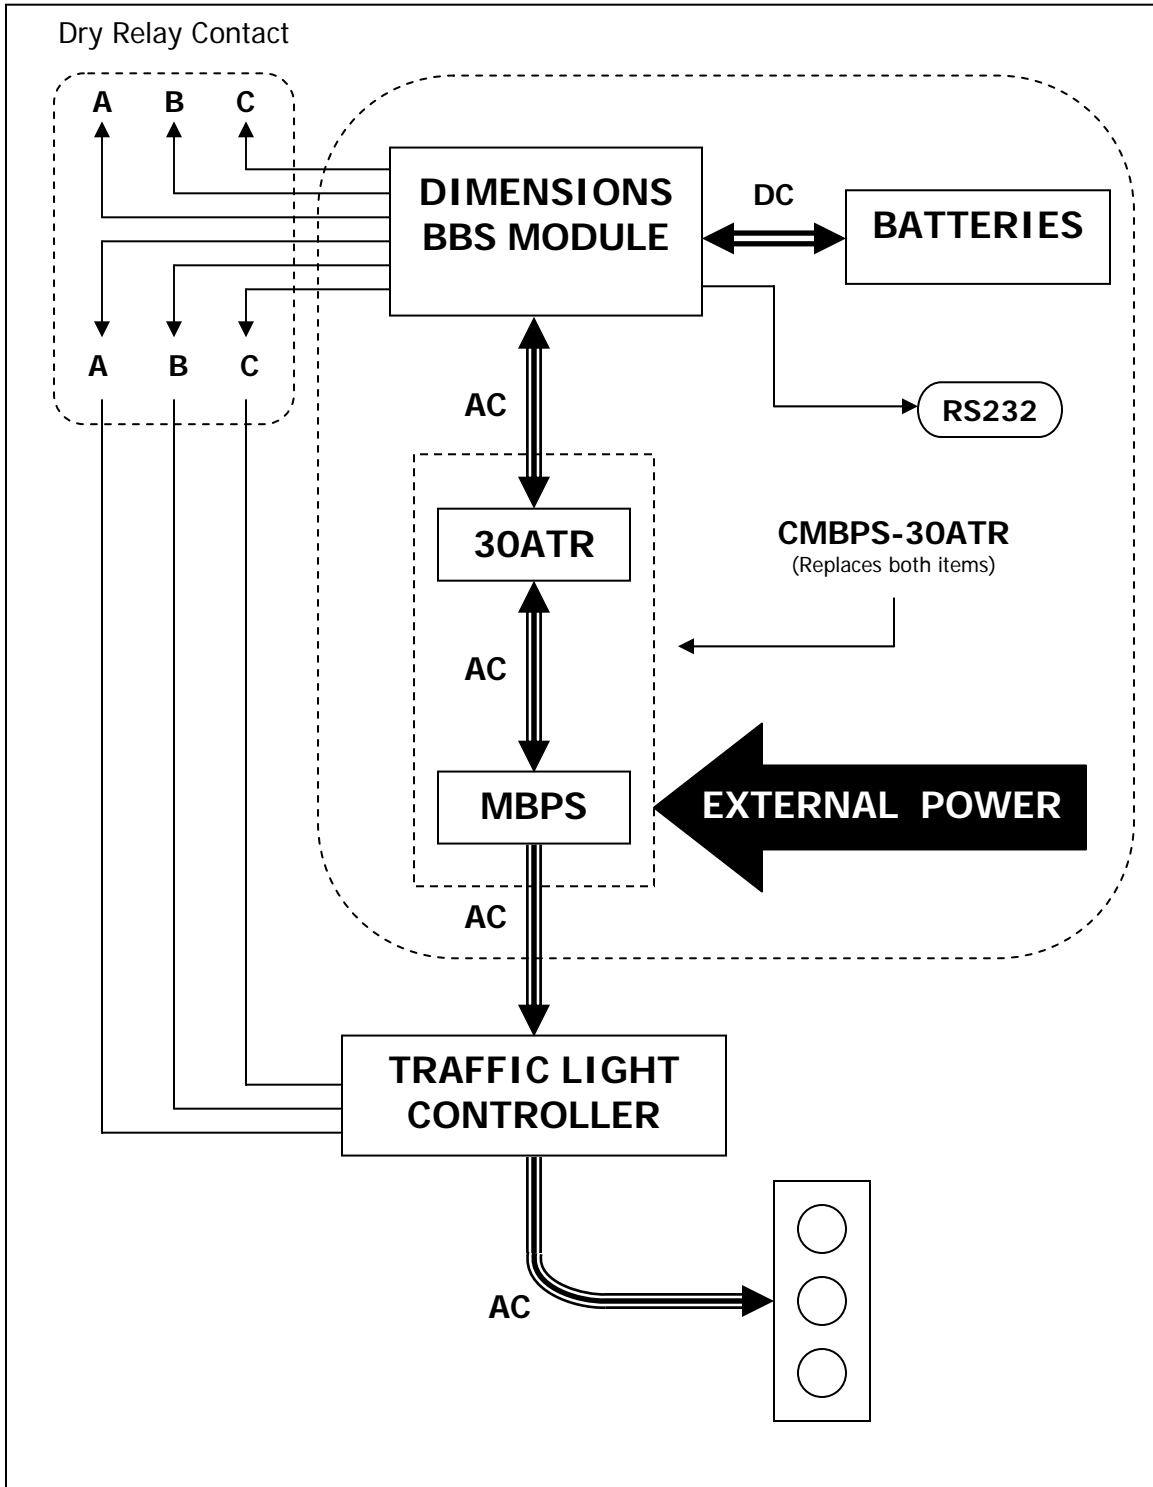 Dry Relay Contact
A B C
DIMENSIONS
BBS MODULE
DC
BATTERIES
A B C
AC
RS232
30ATR
CMBPS-30ATR
(Replaces both items)
AC
MBPS
EXTERNAL POWER
AC
TRAFFIC LIGHT
CONTROLLER
AC